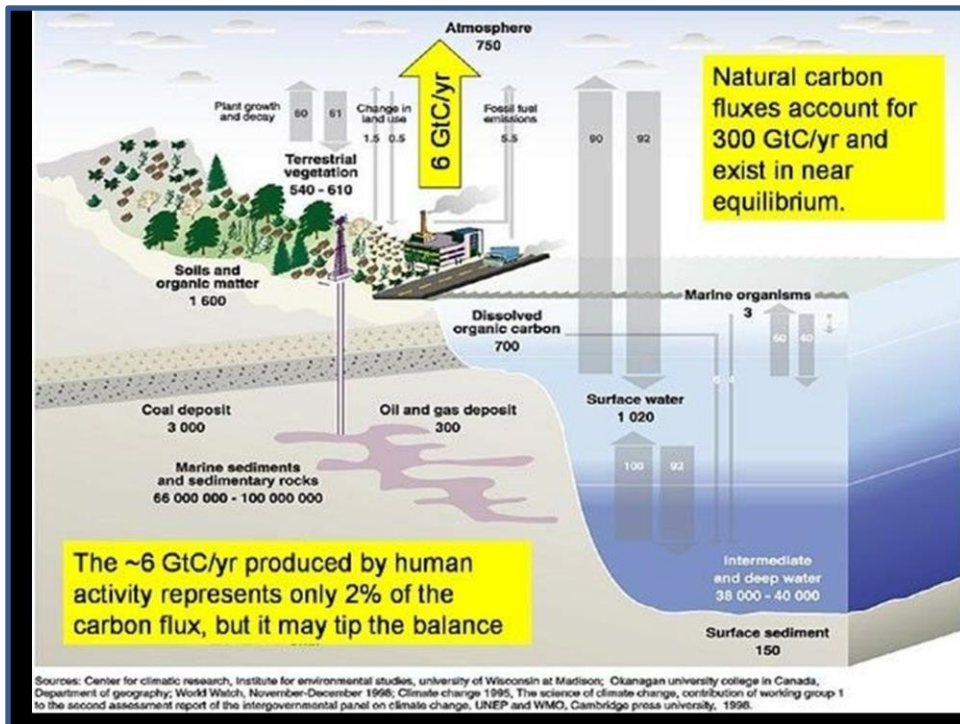 Atmosphere
750
6 GtC/yr
Natural carbon
fluxes account for
300 GtC/yr and
exist in near
equilibrium.
Plant growth
and decay
60
61
Change in
land use
1.5 0.5
Fossil fuel
emissions
5.5
90
92
Terrestrial
vegetation
540 - 610
Soils and
organic matter
1 600
Marine organisms
3
50
40
Dissolved
organic carbon
700
Surface water
1 020
Coal deposit
3 000
Oil and gas deposit
300
100
92
Marine sediments
and sedimentary rocks
66 000 000 - 100 000 000
The ~6 GtC/yr produced by human
activity represents only 2% of the
carbon flux, but it may tip the balance
Intermediate
and deep water
38 000 - 40 000
Surface sediment
150
Sources: Center for climatic research, Institute for environmental studies, university of Wisconsin at Madison; Okanagan university college in Canada,
Department of geography; World Watch, November-December 1998; Climate change 1995, The science of climate change, contribution of working group 1
to the second assessment report of the intergovernmental panel on climate change, UNEP and WMO, Cambridge press university, 1996.